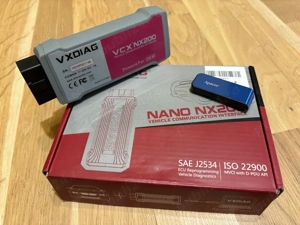 VXDIAG
VCX NX200
NANO NX200
VEHICLE COMMUNICATION INTERFACE
SAE J2534
ECU Reprogramming
Vehicle Diagnostics
ISO 22900
MVCI with D-PDU API